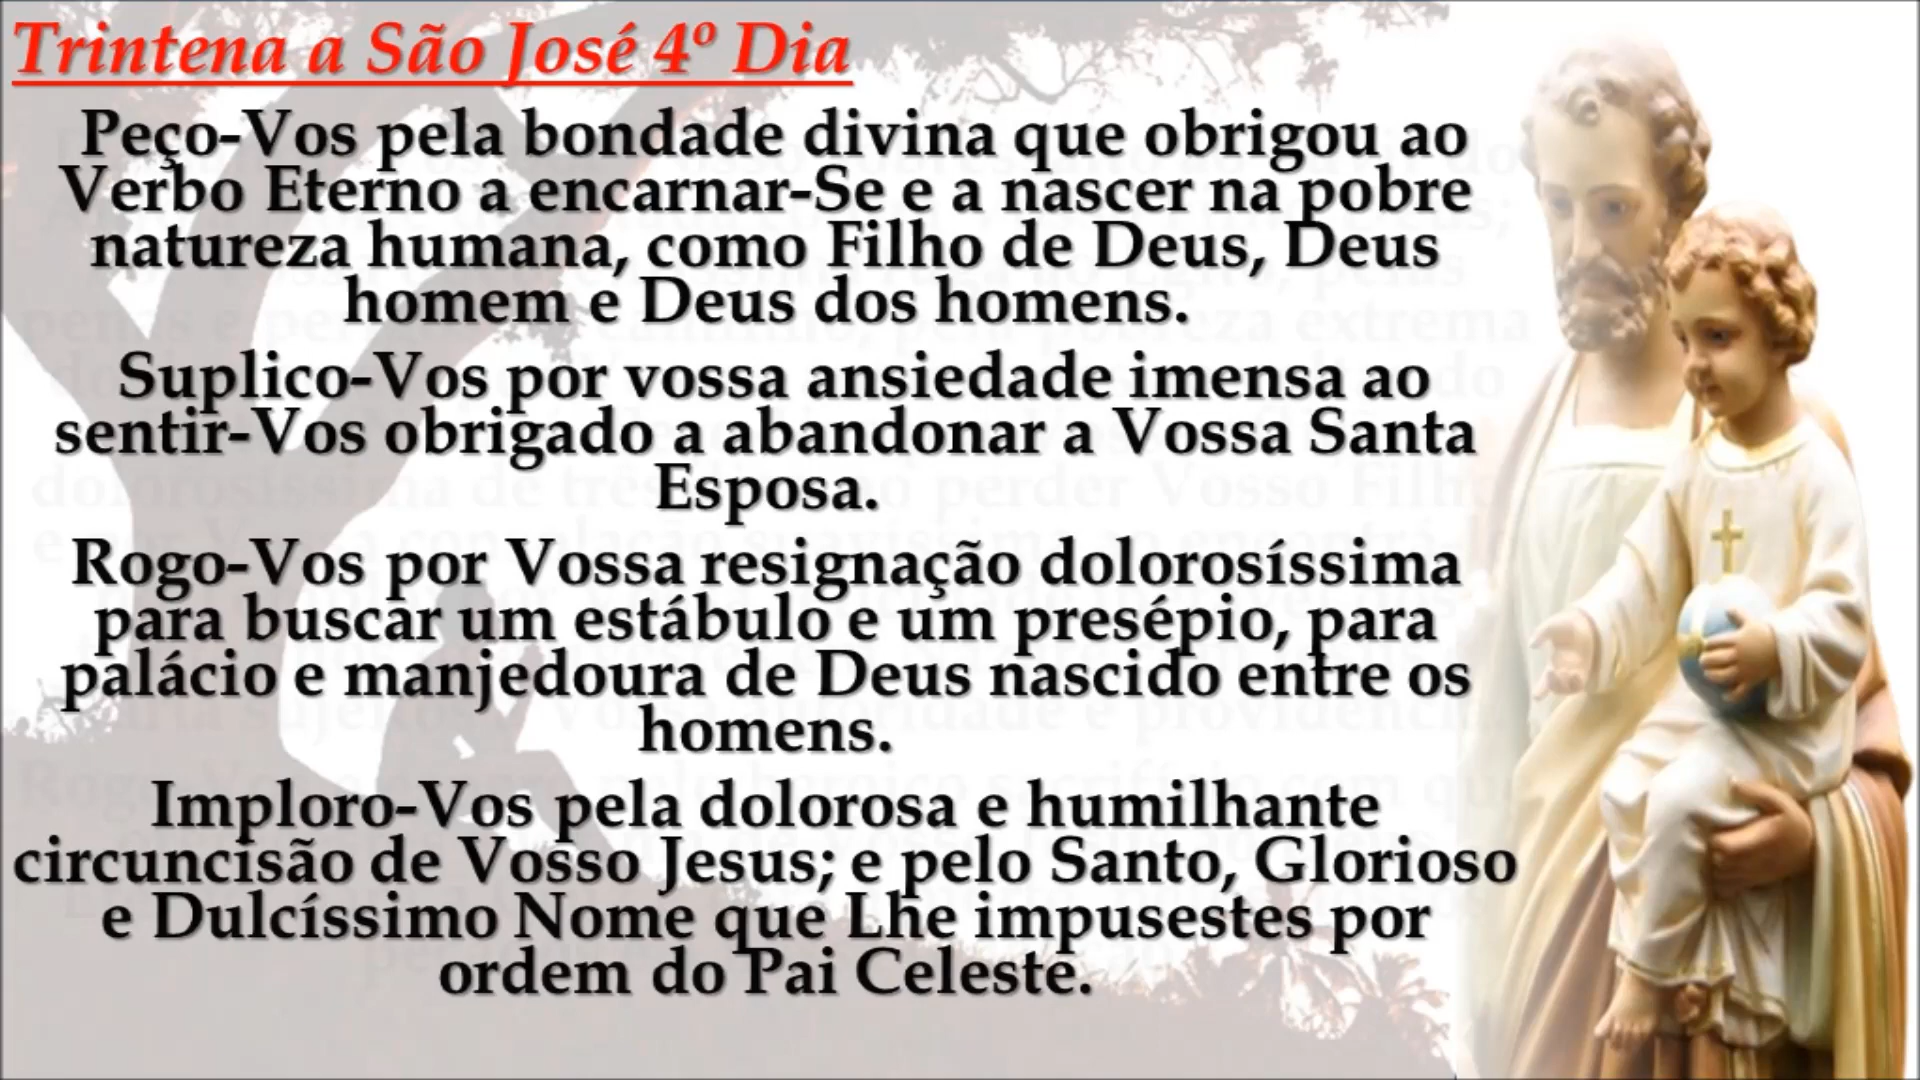 Trintena a São José 4º Dia
Peço-Vos pela bondade divina que obrigou ao
Verbo Eterno a encarnar-Se e a nascer na pobre
natureza humana, como Filho de Deus, Deus
homem e Deus dos homens.
Suplico-Vos por vossa ansiedade imensa ao
sentir-Vos obrigado a abandonar a Vossa Santa
Esposa.
Rogo-Vos por Vossa resignação dolorosíssima
para buscar um estábulo e um presépio, para
palácio e manjedoura de Deus nascido entre os
homens.
Imploro-Vos pela dolorosa e humilhante
circuncisão de Vosso Jesus; e pelo Santo, Glorioso
e Dulcíssimo Nome que Lhe impusestes por
ordem do Pai Celeste.